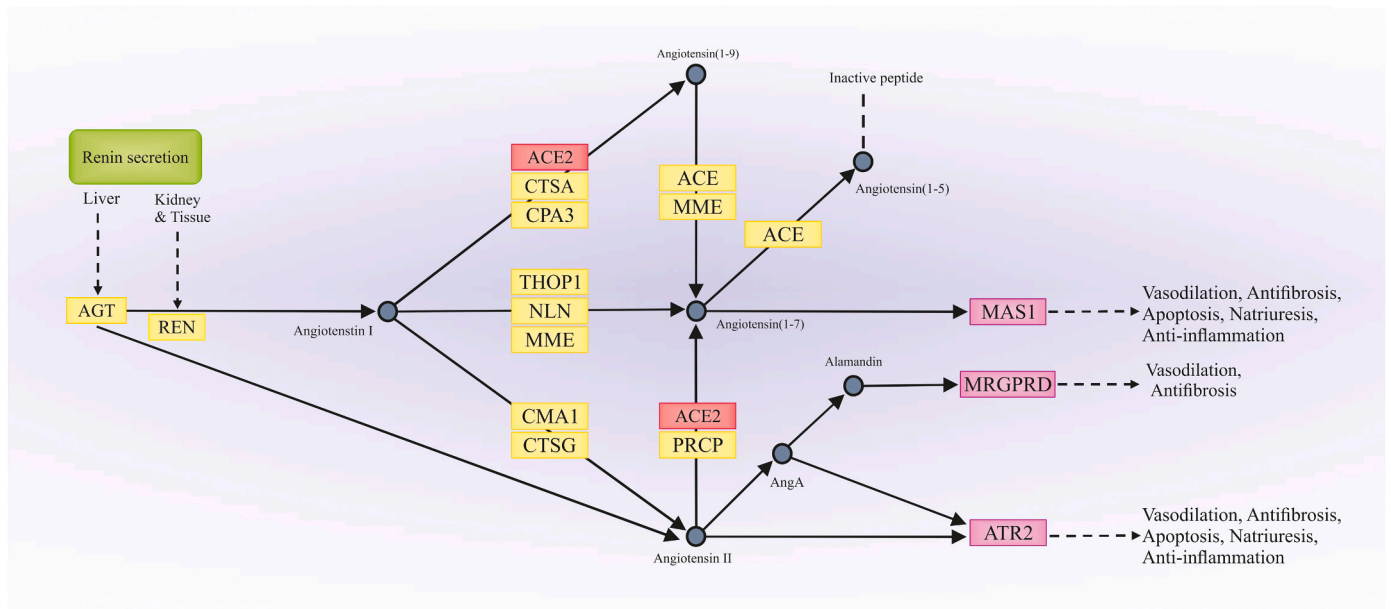 Angiotensin(1-9)
Inactive peptide
Renin secretion
ACE2
CTSA
CPA3
ACE
MME
Angiotensin(1-5)
Liver
Kidney
& Tissue
ACE
THOP1
NLN
MME
AGT
REN
Angiotenstin I
Angiotensin(1-7)
MAS1
Vasodilation, Antifibrosis,
Apoptosis, Natriuresis,
Anti-inflammation
Alamandin
MRGPRD
Vasodilation,
Antifibrosis
CMA1
CTSG
ACE2
PRCP
AngA
Angiotensin II
ATR2
Vasodilation, Antifibrosis,
Apoptosis, Natriuresis,
Anti-inflammation